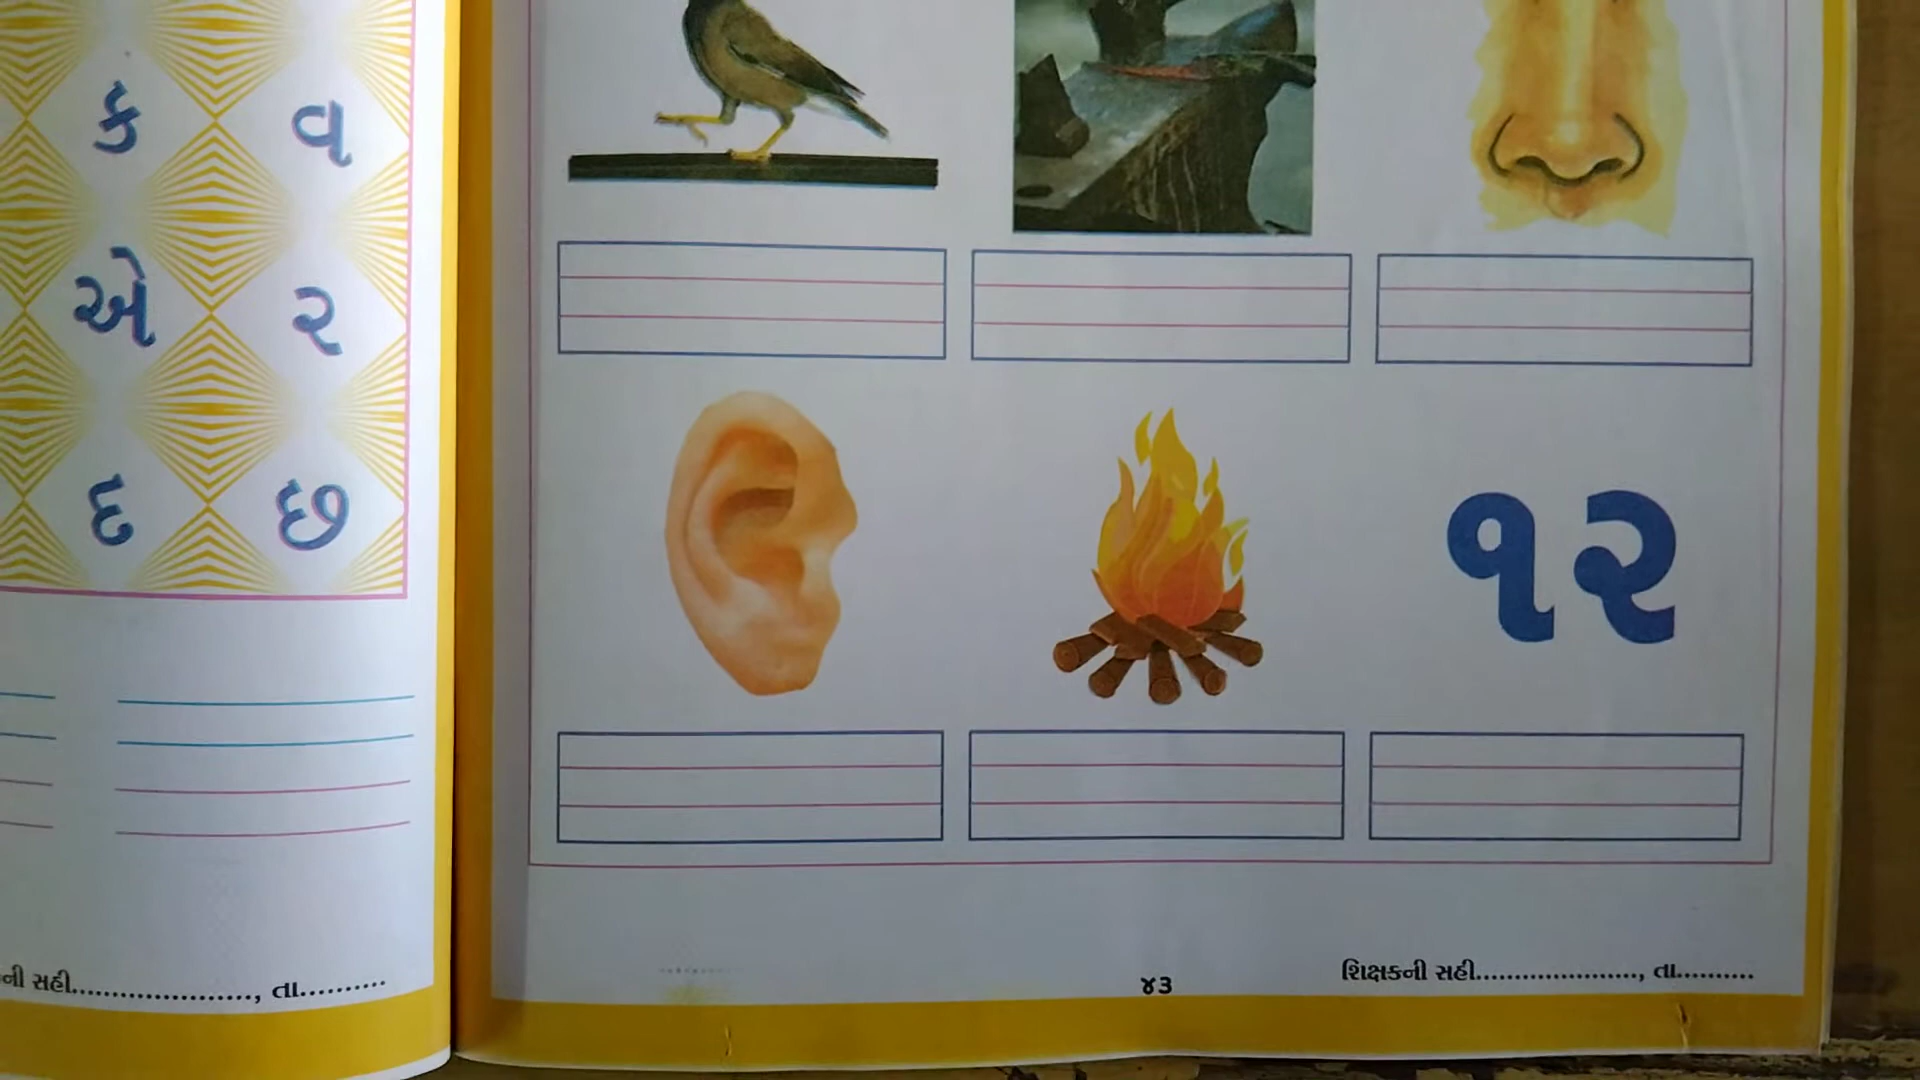 ક વ
એ ર
દ છ
૧૨
ની સહી......................, તા..........
શિક્ષકની સહી....................., તા..........
૪૩